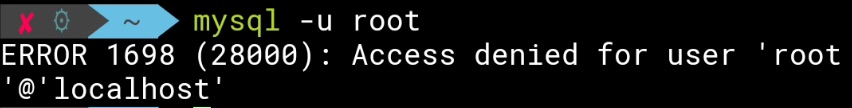 ✘ ⚙ ~ mysql -u root
ERROR 1698 (28000): Access denied for user 'root
'@'localhost'